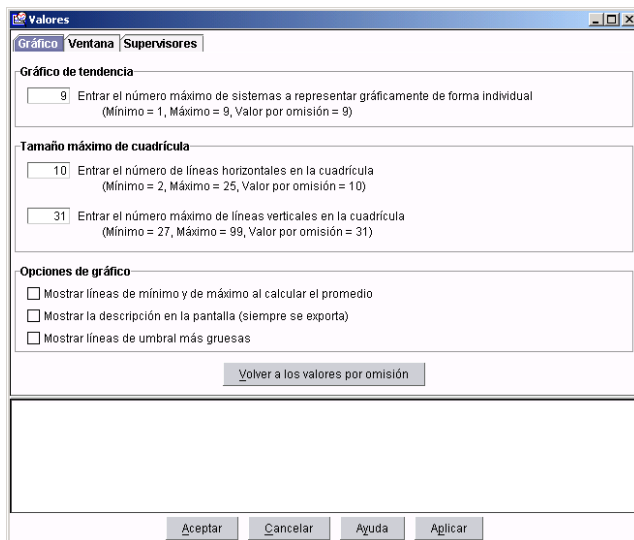 Valores
Gráfico Ventana Supervisores
Gráfico de tendencia
9 Entrar el número máximo de sistemas a representar gráficamente de forma individual
(Mínimo = 1, Máximo = 9, Valor por omisión = 9)
Tamaño máximo de cuadrícula
10 Entrar el número de líneas horizontales en la cuadrícula
(Mínimo = 2, Máximo = 25, Valor por omisión = 10)
31 Entrar el número máximo de líneas verticales en la cuadrícula
(Mínimo = 27, Máximo = 99, Valor por omisión = 31)
Opciones de gráfico
Mostrar líneas de mínimo y de máximo al calcular el promedio
Mostrar la descripción en la pantalla (siempre se exporta)
Mostrar líneas de umbral más gruesas
Volver a los valores por omisión
Aceptar Cancelar Ayuda Aplicar